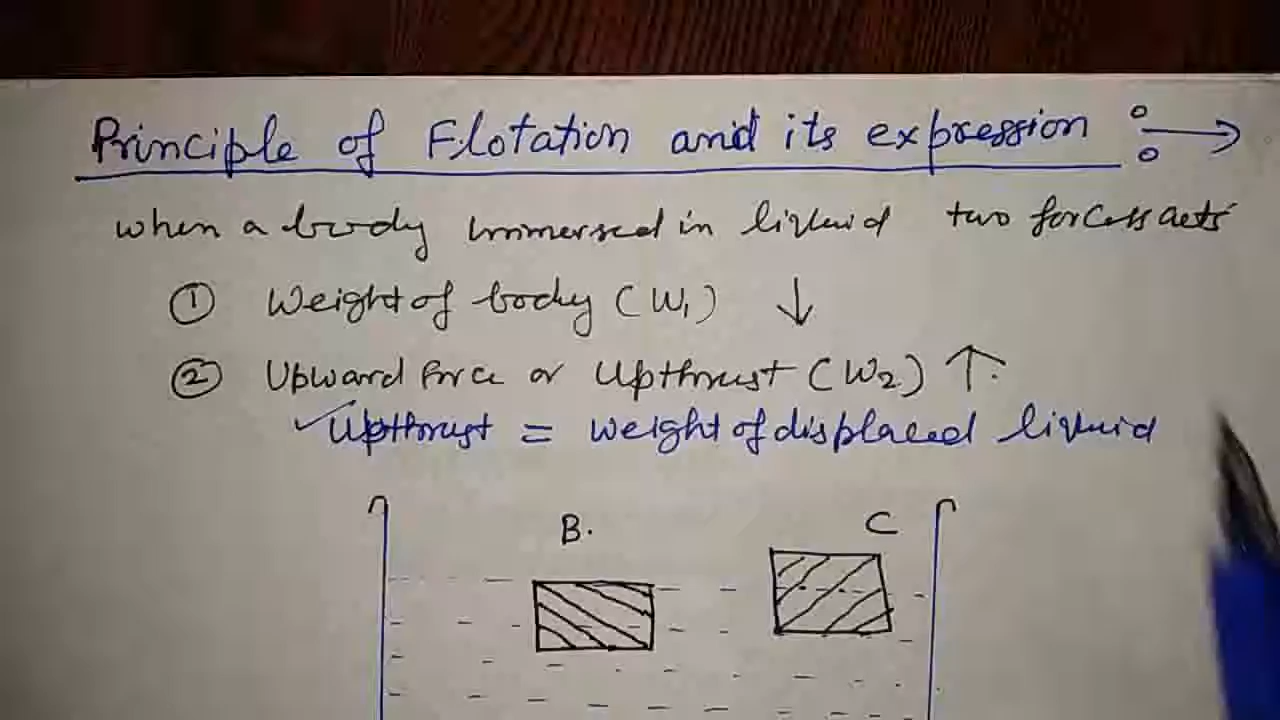 Principle of Flotation and its expression :→
when a body immersed in liquid two forcess acts
① Weight of body (W₁) ↓
② Upward Force or Upthrust (W₂) ↑
Upthrust = weight of displaced liquid
B. C